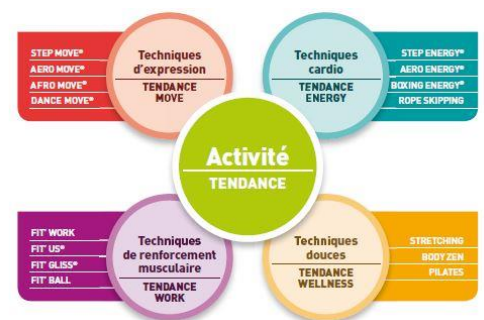 STEP MOVE®
AERO MOVE®
AFRO MOVE®
DANCE MOVE®
Techniques
d'expression
TENDANCE
MOVE
Techniques
cardio
TENDANCE
ENERGY
STEP ENERGY®
AERO ENERGY®
BOXING ENERGY®
ROPE SKIPPING
Activité
TENDANCE
FIT' WORK
FIT' US®
FIT' GLISS®
FIT' BALL
Techniques
de renforcement
musculaire
TENDANCE
WORK
Techniques
douces
TENDANCE
WELLNESS
STRETCHING
BODY ZEN
PILATES